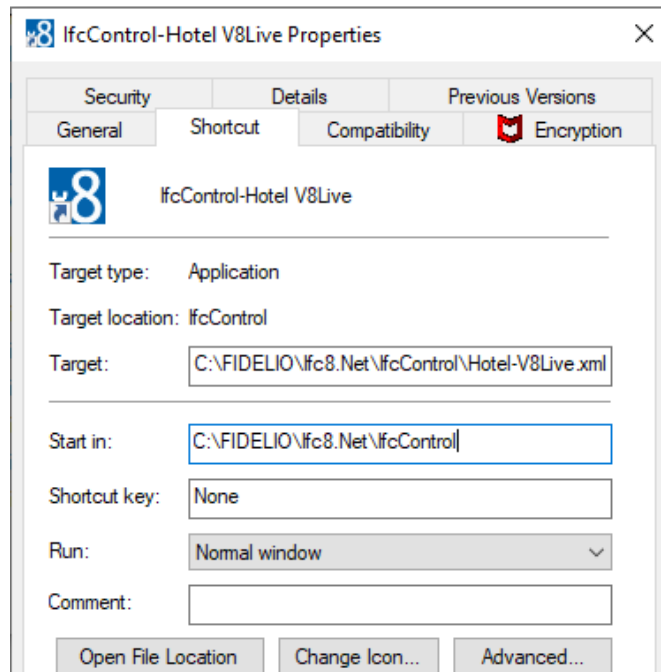 8 IfcControl-Hotel V8Live Properties
Security Details Previous Versions
General Shortcut Compatibility Encryption
8
IfcControl-Hotel V8Live
Target type: Application
Target location: IfcControl
Target: C:\FIDELIO\Ifc8.Net\IfcControl\Hotel-V8Live.xml
Start in: C:\FIDELIO\Ifc8.Net\IfcControl
Shortcut key: None
Run: Normal window
Comment:
Open File Location Change Icon... Advanced...